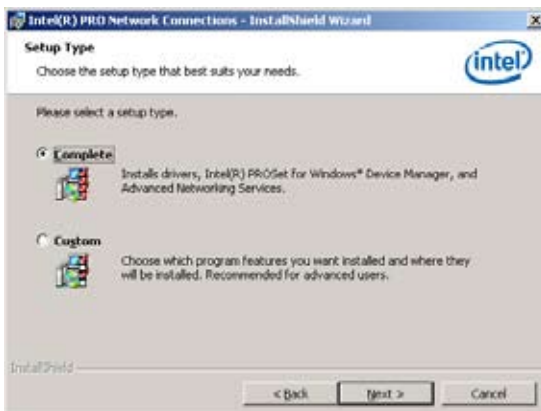 Intel(R) PRO Network Connections - InstallShield Wizard
Setup Type
Choose the setup type that best suits your needs.
intel
Please select a setup type.
Complete
Installs drivers, Intel(R) PROSet for Windows* Device Manager, and
Advanced Networking Services.
Custom
Choose which program features you want installed and where they
will be installed. Recommended for advanced users.
InstallShield
< Back
Next >
Cancel